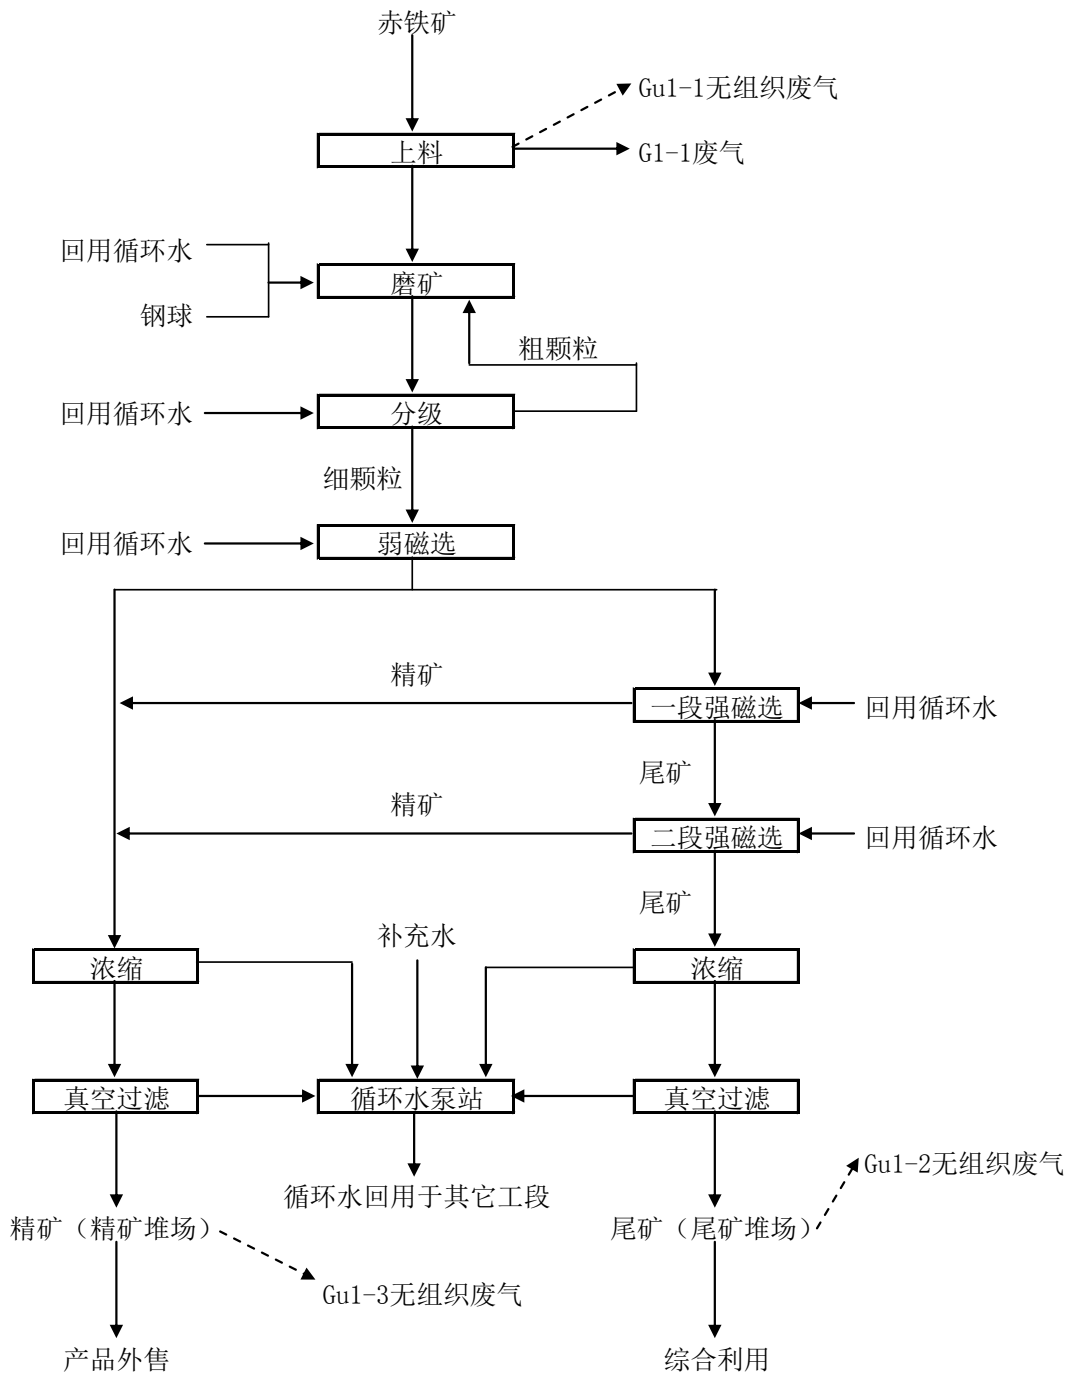 赤铁矿
Gu1-1无组织废气
上料
G1-1废气
回用循环水
磨矿
钢球
粗颗粒
回用循环水
分级
细颗粒
回用循环水
弱磁选
精矿
一段强磁选
回用循环水
尾矿
精矿
二段强磁选
回用循环水
尾矿
补充水
浓缩
浓缩
真空过滤
循环水泵站
真空过滤
Gu1-2无组织废气
循环水回用于其它工段
精矿（精矿堆场）
尾矿（尾矿堆场）
Gu1-3无组织废气
产品外售
综合利用